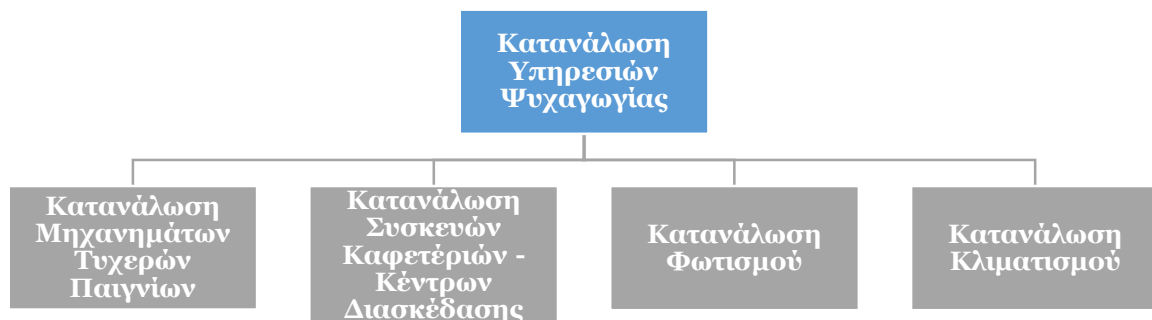 Κατανάλωση
Υπηρεσιών
Ψυχαγωγίας
Κατανάλωση
Μηχανημάτων
Τυχερών
Παιγνίων
Κατανάλωση
Συσκευών
Καφετέριών -
Κέντρων
Διασκέδασης
Κατανάλωση
Φωτισμού
Κατανάλωση
Κλιματισμού